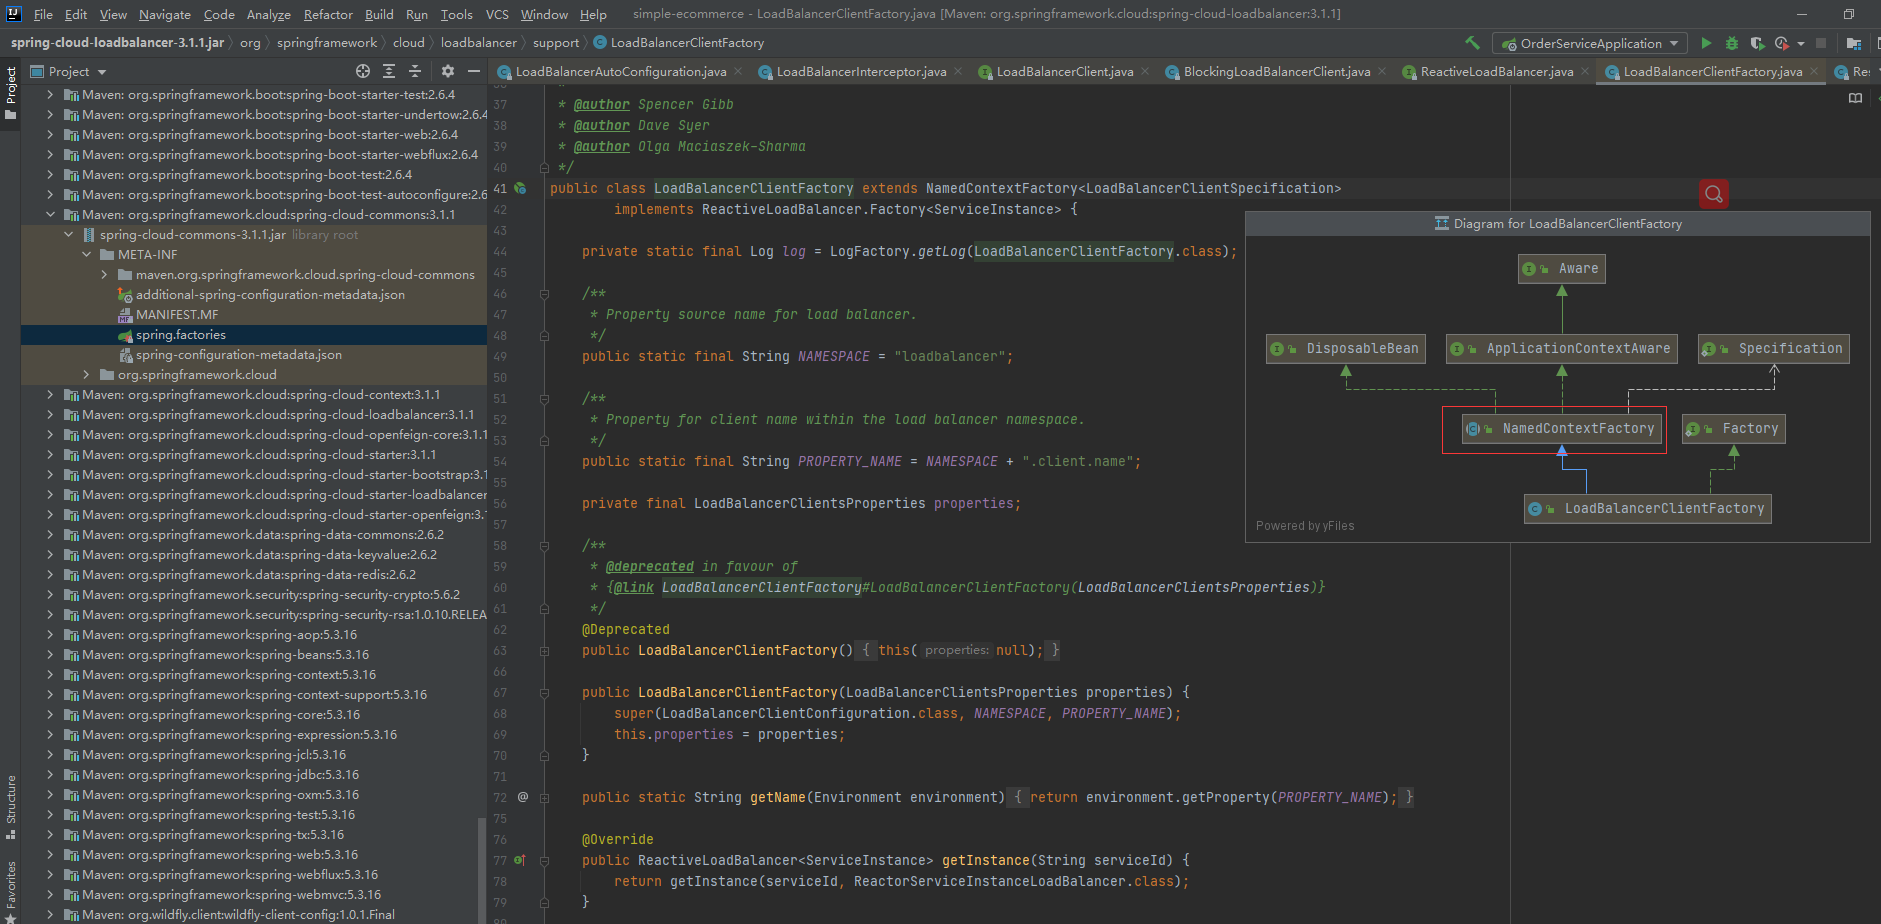 File Edit View Navigate Code Analyze Refactor Build Run Tools VCS Window Help simple-ecommerce - LoadBalancerClientFactory.java [Maven: org.springframework.cloud:spring-cloud-loadbalancer:3.1.1]
spring-cloud-loadbalancer-3.1.1.jar org springframework cloud loadbalancer support LoadBalancerClientFactory OrderServiceApplication
Project
LoadBalancerAutoConfiguration.java LoadBalancerInterceptor.java LoadBalancerClient.java BlockingLoadBalancerClient.java ReactiveLoadBalancer.java LoadBalancerClientFactory.java Res
Project
Structure
Favorites
Maven: org.springframework.boot:spring-boot-starter-test:2.6.4
Maven: org.springframework.boot:spring-boot-starter-undertow:2.6.4
Maven: org.springframework.boot:spring-boot-starter-web:2.6.4
Maven: org.springframework.boot:spring-boot-starter-webflux:2.6.4
Maven: org.springframework.boot:spring-boot-test:2.6.4
Maven: org.springframework.boot:spring-boot-test-autoconfigure:2.6
Maven: org.springframework.cloud:spring-cloud-commons:3.1.1
spring-cloud-commons-3.1.1.jar library root
META-INF
maven.org.springframework.cloud.spring-cloud-commons
additional-spring-configuration-metadata.json
MANIFEST.MF
spring.factories
spring-configuration-metadata.json
org.springframework.cloud
Maven: org.springframework.cloud:spring-cloud-context:3.1.1
Maven: org.springframework.cloud:spring-cloud-loadbalancer:3.1.1
Maven: org.springframework.cloud:spring-cloud-openfeign-core:3.1.1
Maven: org.springframework.cloud:spring-cloud-starter:3.1.1
Maven: org.springframework.cloud:spring-cloud-starter-bootstrap:3.1
Maven: org.springframework.cloud:spring-cloud-starter-loadbalancer
Maven: org.springframework.cloud:spring-cloud-starter-openfeign:3.
Maven: org.springframework.data:spring-data-commons:2.6.2
Maven: org.springframework.data:spring-data-keyvalue:2.6.2
Maven: org.springframework.data:spring-data-redis:2.6.2
Maven: org.springframework.security:spring-security-crypto:5.6.2
Maven: org.springframework.security:spring-security-rsa:1.0.10.RELEA
Maven: org.springframework:spring-aop:5.3.16
Maven: org.springframework:spring-beans:5.3.16
Maven: org.springframework:spring-context:5.3.16
Maven: org.springframework:spring-context-support:5.3.16
Maven: org.springframework:spring-core:5.3.16
Maven: org.springframework:spring-expression:5.3.16
Maven: org.springframework:spring-jcl:5.3.16
Maven: org.springframework:spring-jdbc:5.3.16
Maven: org.springframework:spring-oxm:5.3.16
Maven: org.springframework:spring-test:5.3.16
Maven: org.springframework:spring-tx:5.3.16
Maven: org.springframework:spring-web:5.3.16
Maven: org.springframework:spring-webflux:5.3.16
Maven: org.springframework:spring-webmvc:5.3.16
Maven: org.wildfly.client:wildfly-client-config:1.0.1.Final
37 * @author Spencer Gibb
38 * @author Dave Syer
39 * @author Olga Maciaszek-Sharma
40 */
41 public class LoadBalancerClientFactory extends NamedContextFactory<LoadBalancerClientSpecification>
42 implements ReactiveLoadBalancer.Factory<ServiceInstance> {
43
44 private static final Log log = LogFactory.getLog(LoadBalancerClientFactory.class);
45
46 /**
47 * Property source name for load balancer.
48 */
49 public static final String NAMESPACE = "loadbalancer";
50
51 /**
52 * Property for client name within the load balancer namespace.
53 */
54 public static final String PROPERTY_NAME = NAMESPACE + ".client.name";
55
56 private final LoadBalancerClientsProperties properties;
57
58 /**
59 * @deprecated in favour of
60 * {@link LoadBalancerClientFactory#LoadBalancerClientFactory(LoadBalancerClientsProperties)}
61 */
62 @Deprecated
63 public LoadBalancerClientFactory() { this( properties: null); }
66
67 public LoadBalancerClientFactory(LoadBalancerClientsProperties properties) {
68 super(LoadBalancerClientConfiguration.class, NAMESPACE, PROPERTY_NAME);
69 this.properties = properties;
70 }
71
72 @ public static String getName(Environment environment) { return environment.getProperty(PROPERTY_NAME); }
75
76 @Override
77 public ReactiveLoadBalancer<ServiceInstance> getInstance(String serviceId) {
78 return getInstance(serviceId, ReactorServiceInstanceLoadBalancer.class);
79 }
Diagram for LoadBalancerClientFactory
Aware
DisposableBean ApplicationContextAware Specification
NamedContextFactory Factory
LoadBalancerClientFactory
Powered by yFiles